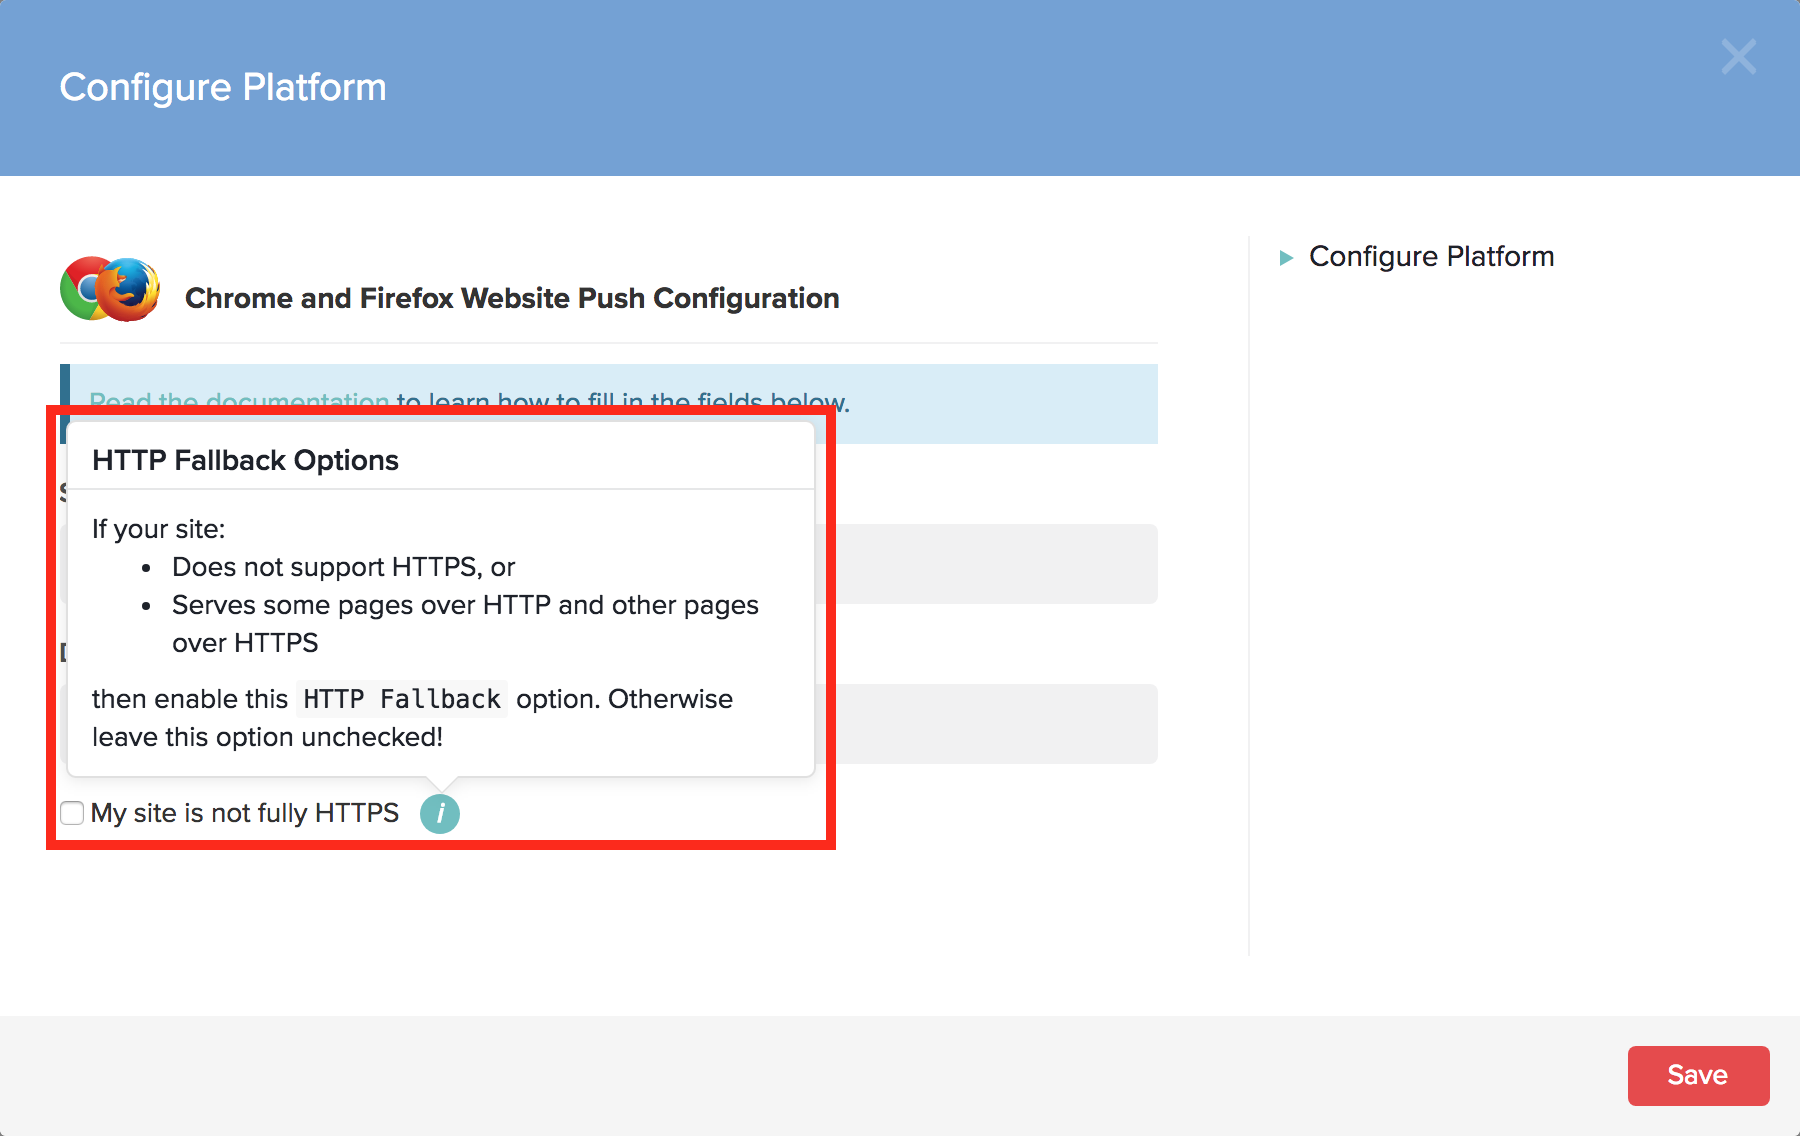 Configure Platform
Chrome and Firefox Website Push Configuration
Configure Platform
Read the documentation to learn how to fill in the fields below.
HTTP Fallback Options
If your site:
• Does not support HTTPS, or
• Serves some pages over HTTP and other pages
over HTTPS
then enable this HTTP Fallback option. Otherwise
leave this option unchecked!
My site is not fully HTTPS i
Save